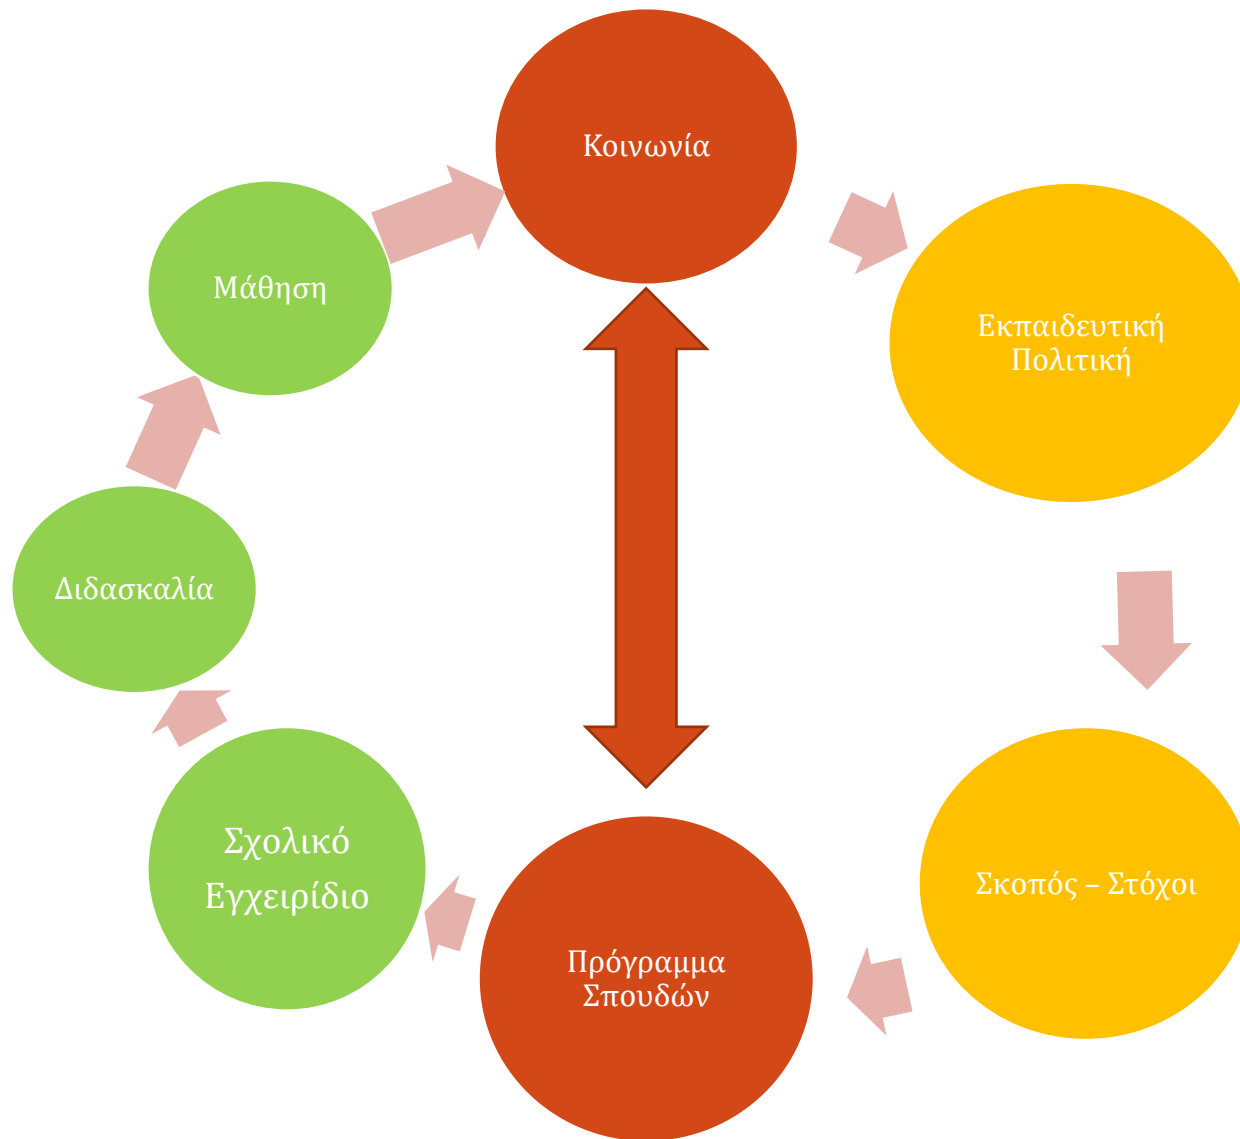 Κοινωνία
Εκπαιδευτική
Πολιτική
Σκοπός – Στόχοι
Πρόγραμμα
Σπουδών
Σχολικό
Εγχειρίδιο
Διδασκαλία
Μάθηση